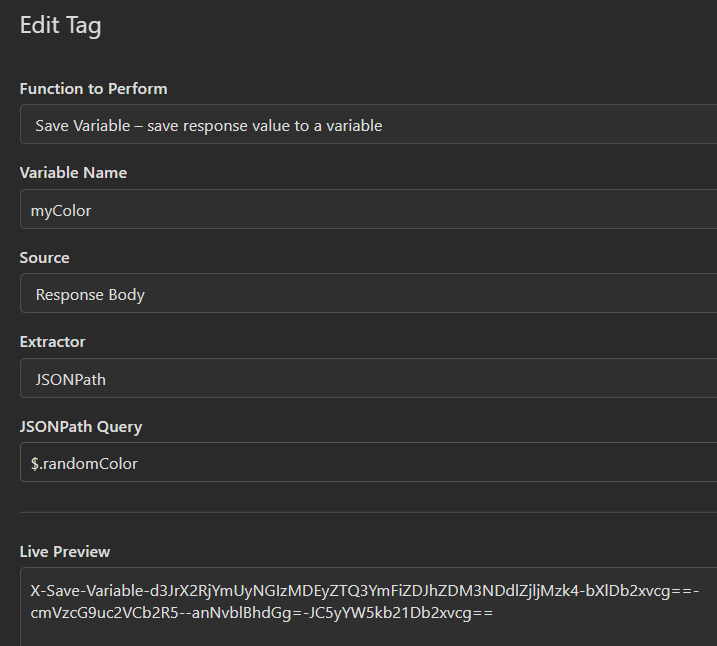 Edit Tag
Function to Perform
Save Variable – save response value to a variable
Variable Name
myColor
Source
Response Body
Extractor
JSONPath
JSONPath Query
$.randomColor
Live Preview
X-Save-Variable-d3JrX2RjYmUyNGIzMDEyZTQ3YmFiZDJhZDM3NDdlZjljMzk4-bXlDb2xvcg==-
cmVzcG9uc2VCb2R5--anNvblBhdGg=-JC5yYW5kb21Db2xvcg==